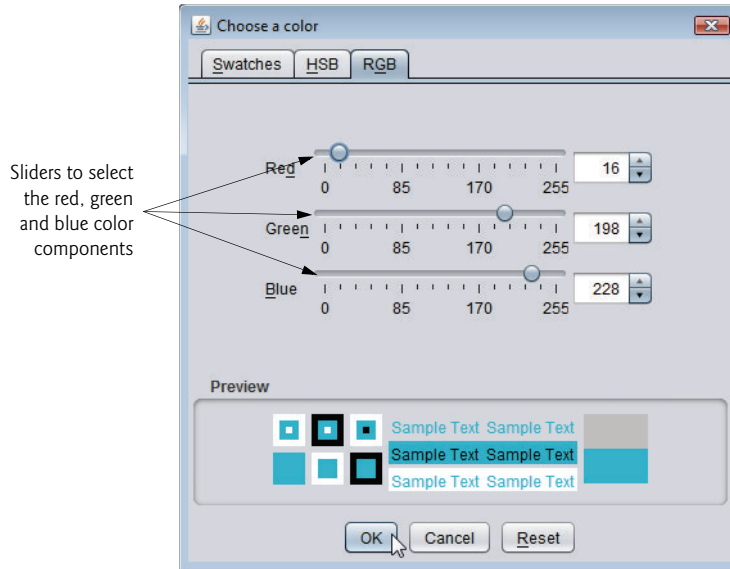 Choose a color
Swatches HSB RGB
Sliders to select
the red, green
and blue color
components
Red 16
0 85 170 255
Green 198
0 85 170 255
Blue 228
0 85 170 255
Preview
Sample Text Sample Text
Sample Text Sample Text
Sample Text Sample Text
OK Cancel Reset